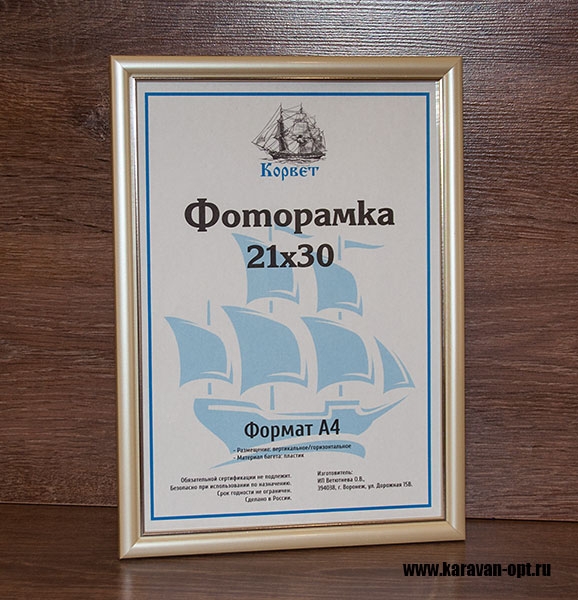 Корвет
Фоторамка
21х30
Формат А4
- Размещение: вертикальное/горизонтальное
- Материал багета: пластик
Обязательной сертификации не подлежит.
Безопасно при использовании по назначению.
Срок годности не ограничен.
Сделано в России.
Изготовитель:
ИП Ветютнева О.В.,
394038, г. Воронеж, ул. Дорожная 15В.
www.karavan-opt.ru